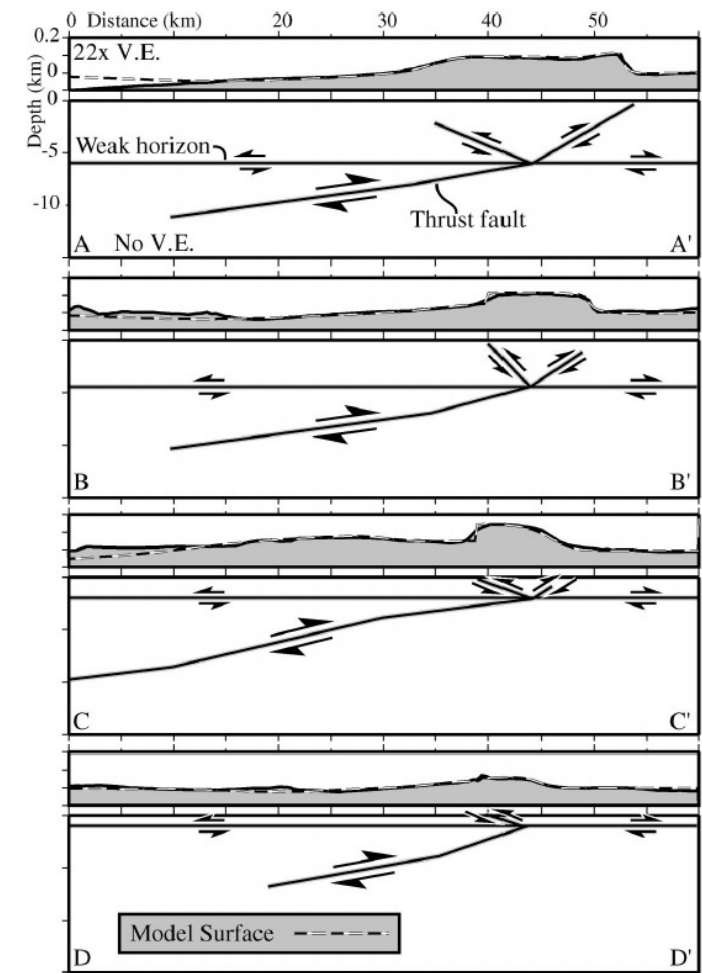 0 Distance (km) 20 30 40 50
0.2
22x V.E.
0
Depth (km)
0
Weak horizon
-5
-10
Thrust fault
A No V.E. A'
B B'
C C'
Model Surface
D D'